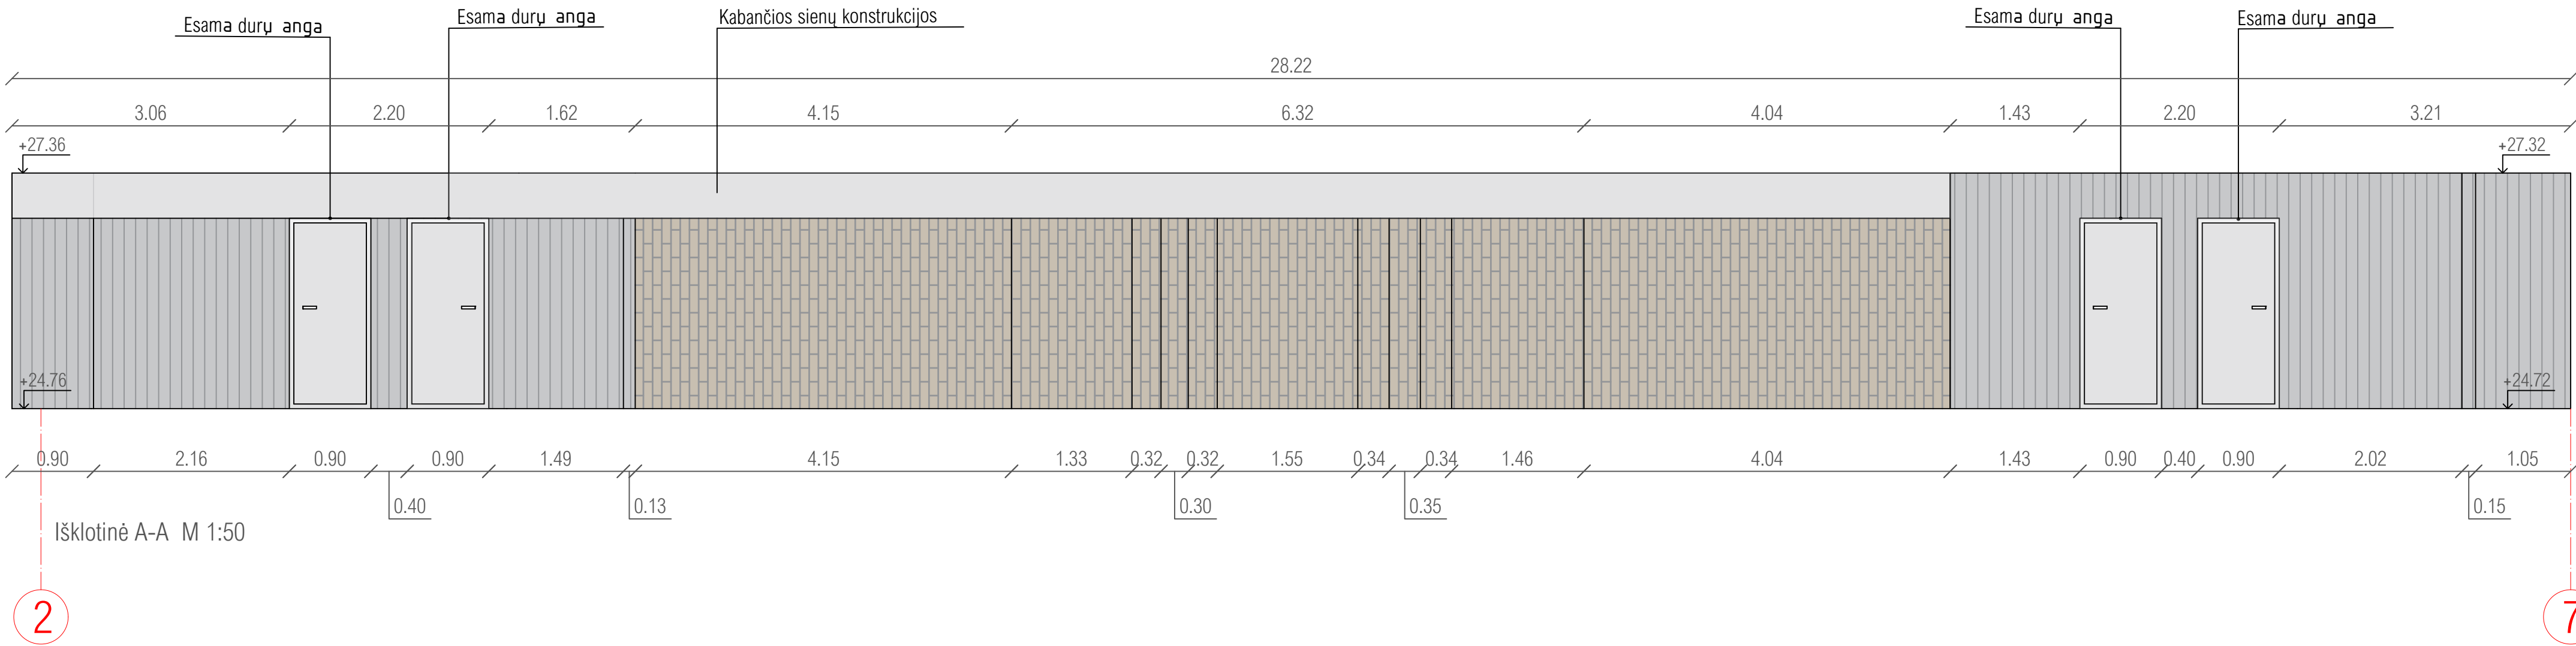 Esama durų anga
Esama durų anga
Kabančios sienų konstrukcijos
Esama durų anga
Esama durų anga
28.22
3.06 2.20 1.62 4.15 6.32 4.04 1.43 2.20 3.21
+27.36
+27.32
+24.76
+24.72
0.90 2.16 0.90 0.90 1.49 4.15 1.33 0.32 0.32 1.55 0.34 0.34 1.46 4.04 1.43 0.90 0.40 0.90 2.02 1.05
0.40 0.13 0.30 0.35 0.15
Išklotinė A-A M 1:50
2
7